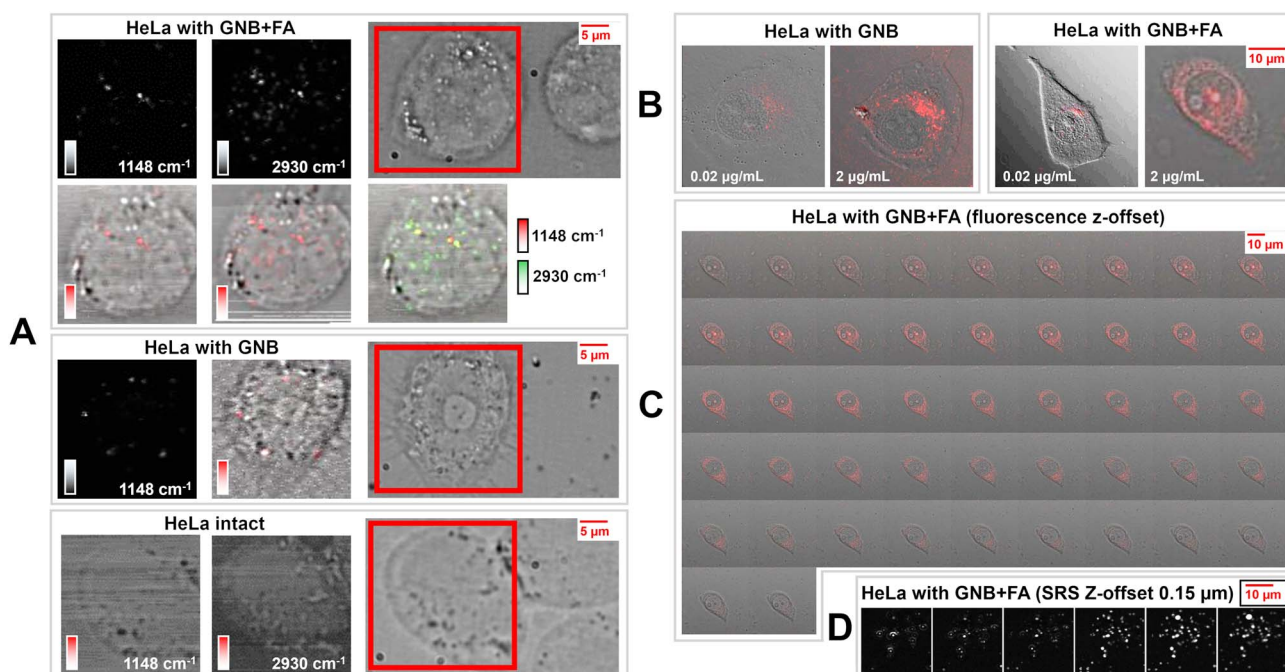 A
HeLa with GNB+FA
5 µm
1148 cm-1
2930 cm-1
1148 cm-1
2930 cm-1
HeLa with GNB
5 µm
1148 cm-1
HeLa intact
5 µm
1148 cm-1
2930 cm-1
B
HeLa with GNB
0.02 µg/mL
2 µg/mL
HeLa with GNB+FA
10 µm
0.02 µg/mL
2 µg/mL
C
HeLa with GNB+FA (fluorescence z-offset)
10 µm
D
HeLa with GNB+FA (SRS Z-offset 0.15 µm)
10 µm